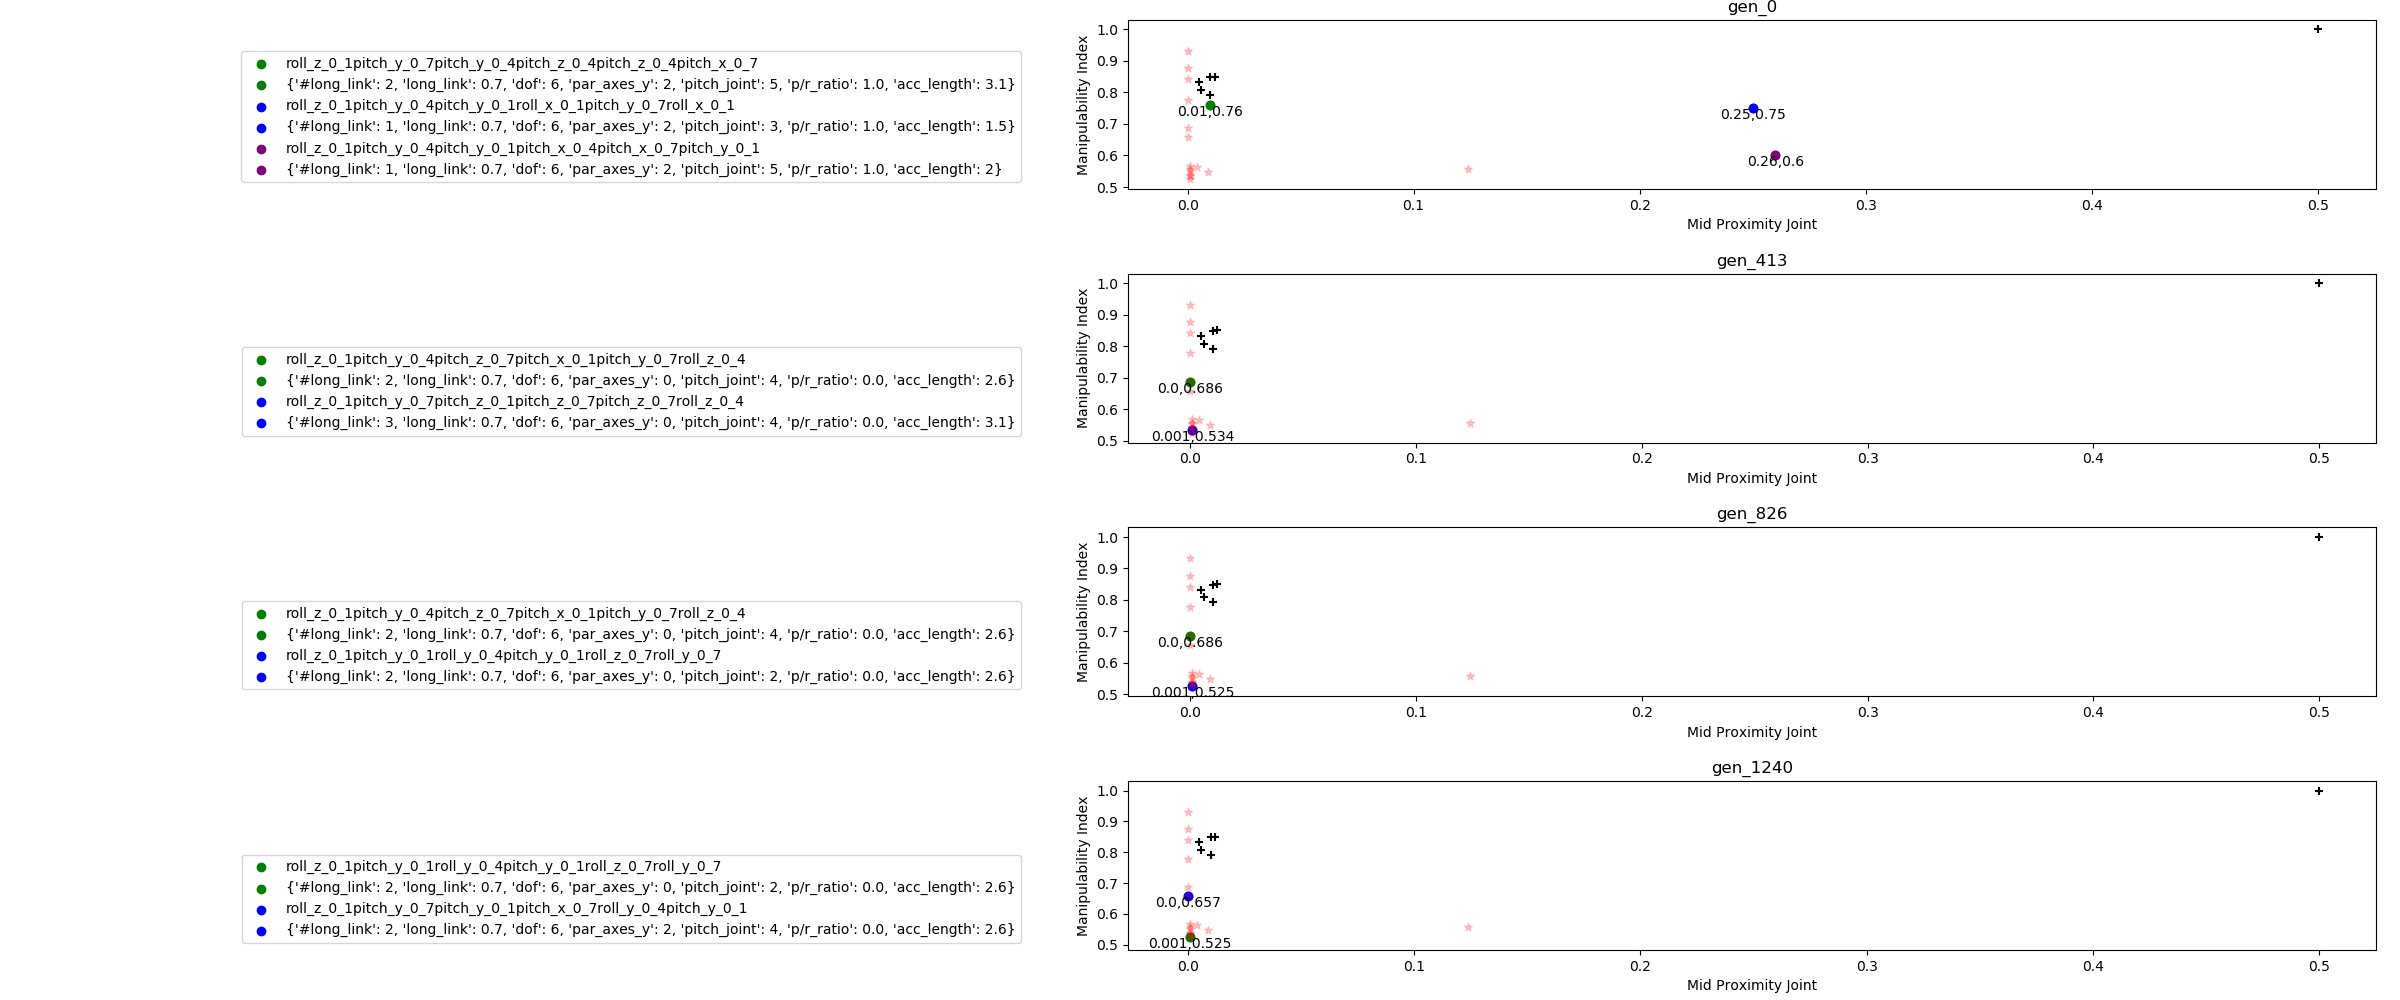 gen_0
roll_z_0_1pitch_y_0_7pitch_y_0_4pitch_z_0_4pitch_z_0_4pitch_x_0_7
{'#long_link': 2, 'long_link': 0.7, 'dof': 6, 'par_axes_y': 2, 'pitch_joint': 5, 'p/r_ratio': 1.0, 'acc_length': 3.1}
roll_z_0_1pitch_y_0_4pitch_y_0_1roll_x_0_1pitch_y_0_7roll_x_0_1
{'#long_link': 1, 'long_link': 0.7, 'dof': 6, 'par_axes_y': 2, 'pitch_joint': 3, 'p/r_ratio': 1.0, 'acc_length': 1.5}
roll_z_0_1pitch_y_0_4pitch_y_0_1pitch_x_0_4pitch_x_0_7pitch_y_0_1
{'#long_link': 1, 'long_link': 0.7, 'dof': 6, 'par_axes_y': 2, 'pitch_joint': 5, 'p/r_ratio': 1.0, 'acc_length': 2}
Manipulability Index
1.0
0.9
0.8
0.7
0.6
0.5
0.01,0.76
0.25,0.75
0.26,0.6
0.0 0.1 0.2 0.3 0.4 0.5
Mid Proximity Joint
gen_413
roll_z_0_1pitch_y_0_4pitch_z_0_7pitch_x_0_1pitch_y_0_7roll_z_0_4
{'#long_link': 2, 'long_link': 0.7, 'dof': 6, 'par_axes_y': 0, 'pitch_joint': 4, 'p/r_ratio': 0.0, 'acc_length': 2.6}
roll_z_0_1pitch_y_0_7pitch_z_0_1pitch_z_0_7pitch_z_0_7roll_z_0_4
{'#long_link': 3, 'long_link': 0.7, 'dof': 6, 'par_axes_y': 0, 'pitch_joint': 4, 'p/r_ratio': 0.0, 'acc_length': 3.1}
Manipulability Index
1.0
0.9
0.8
0.7
0.6
0.5
0.0,0.686
0.001,0.534
0.0 0.1 0.2 0.3 0.4 0.5
Mid Proximity Joint
gen_826
roll_z_0_1pitch_y_0_4pitch_z_0_7pitch_x_0_1pitch_y_0_7roll_z_0_4
{'#long_link': 2, 'long_link': 0.7, 'dof': 6, 'par_axes_y': 0, 'pitch_joint': 4, 'p/r_ratio': 0.0, 'acc_length': 2.6}
roll_z_0_1pitch_y_0_1roll_y_0_4pitch_y_0_1roll_z_0_7roll_y_0_7
{'#long_link': 2, 'long_link': 0.7, 'dof': 6, 'par_axes_y': 0, 'pitch_joint': 2, 'p/r_ratio': 0.0, 'acc_length': 2.6}
Manipulability Index
1.0
0.9
0.8
0.7
0.6
0.5
0.0,0.686
0.001,0.525
0.0 0.1 0.2 0.3 0.4 0.5
Mid Proximity Joint
gen_1240
roll_z_0_1pitch_y_0_1roll_y_0_4pitch_y_0_1roll_z_0_7roll_y_0_7
{'#long_link': 2, 'long_link': 0.7, 'dof': 6, 'par_axes_y': 0, 'pitch_joint': 2, 'p/r_ratio': 0.0, 'acc_length': 2.6}
roll_z_0_1pitch_y_0_7pitch_y_0_1pitch_x_0_7roll_y_0_4pitch_y_0_1
{'#long_link': 2, 'long_link': 0.7, 'dof': 6, 'par_axes_y': 2, 'pitch_joint': 4, 'p/r_ratio': 0.0, 'acc_length': 2.6}
Manipulability Index
1.0
0.9
0.8
0.7
0.6
0.5
0.0,0.657
0.001,0.525
0.0 0.1 0.2 0.3 0.4 0.5
Mid Proximity Joint